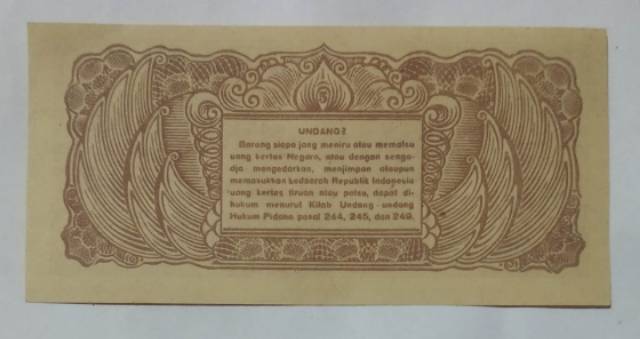 UNDANG²
Barang siapa jang meniru atau memalsu
uang kertas Negara, atau dengan senga-
dja mengedarkan, menjimpan ataupun
memasukkan kedaerah Republik Indonesia
uang kertas tiruan atau palsu, dapat di-
hukum menurut Kitab Undang-undang
Hukum Pidana pasal 244, 245, dan 249.